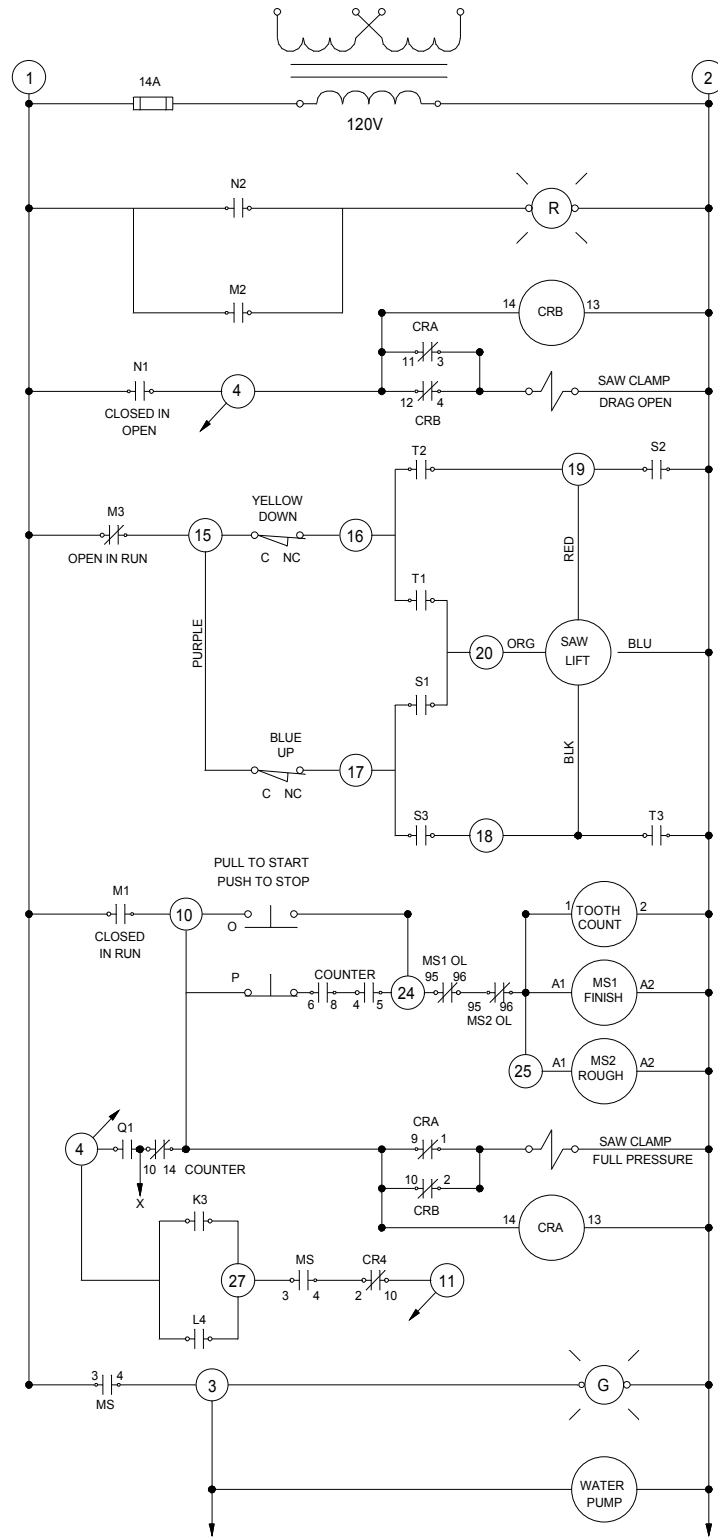 1
14A
2
120V
N2
R
M2
14
CRB
13
CRA
11
3
N1
4
12
4
SAW CLAMP
DRAG OPEN
CLOSED IN
OPEN
CRB
T2
19
S2
YELLOW
DOWN
M3
15
16
OPEN IN RUN
C NC
RED
T1
PURPLE
20
ORG
SAW
LIFT
BLU
S1
BLUE
UP
BLK
17
C NC
S3
18
T3
PULL TO START
PUSH TO STOP
M1
10
O
1
TOOTH
COUNT
2
CLOSED
IN RUN
P
COUNTER
6
8
4
5
24
MS1 OL
95
96
95
96
MS2 OL
A1
MS1
FINISH
A2
25
A1
MS2
ROUGH
A2
4
Q1
10
14
COUNTER
X
CRA
9
1
SAW CLAMP
FULL PRESSURE
10
2
CRB
14
CRA
13
K3
27
MS
3
4
CR4
2
10
11
L4
3
4
MS
3
G
WATER
PUMP